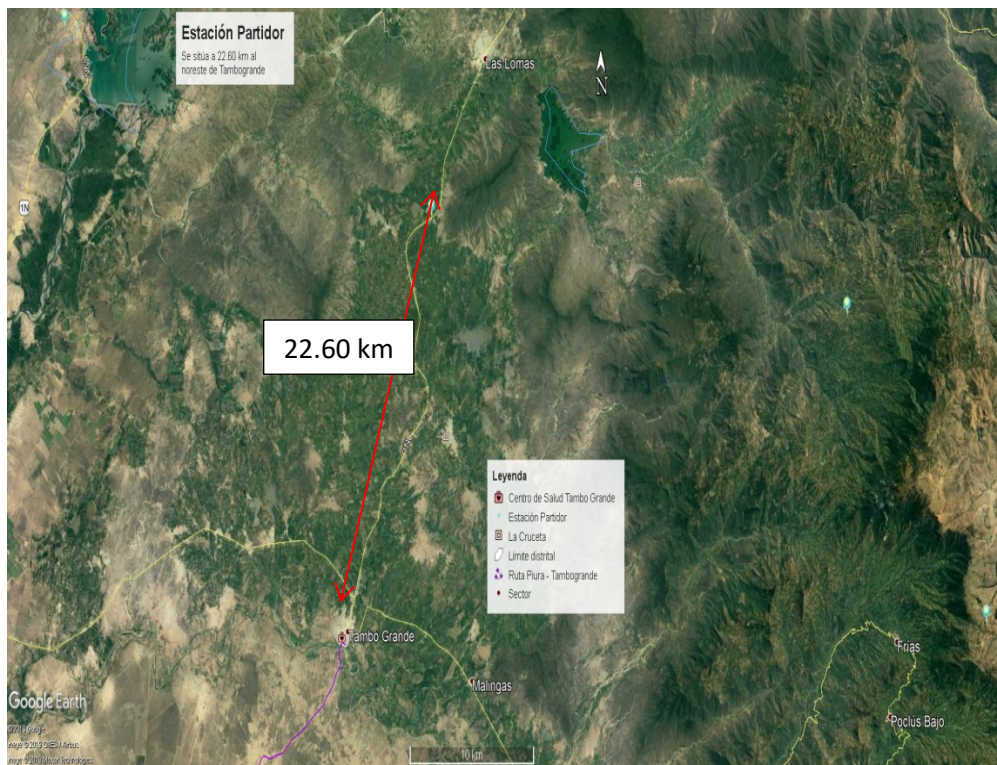 Estación Partidor
Se sitúa a 22.60 km al
noreste de Tambogrande
Las Lomas
N
1N
22.60 km
Leyenda
Centro de Salud Tambo Grande
Estación Partidor
La Cruceta
Límite distrital
Ruta Piura - Tambogrande
Sector
Tambo Grande
Malingas
Frías
Poclús Bajo
Google Earth
10 km